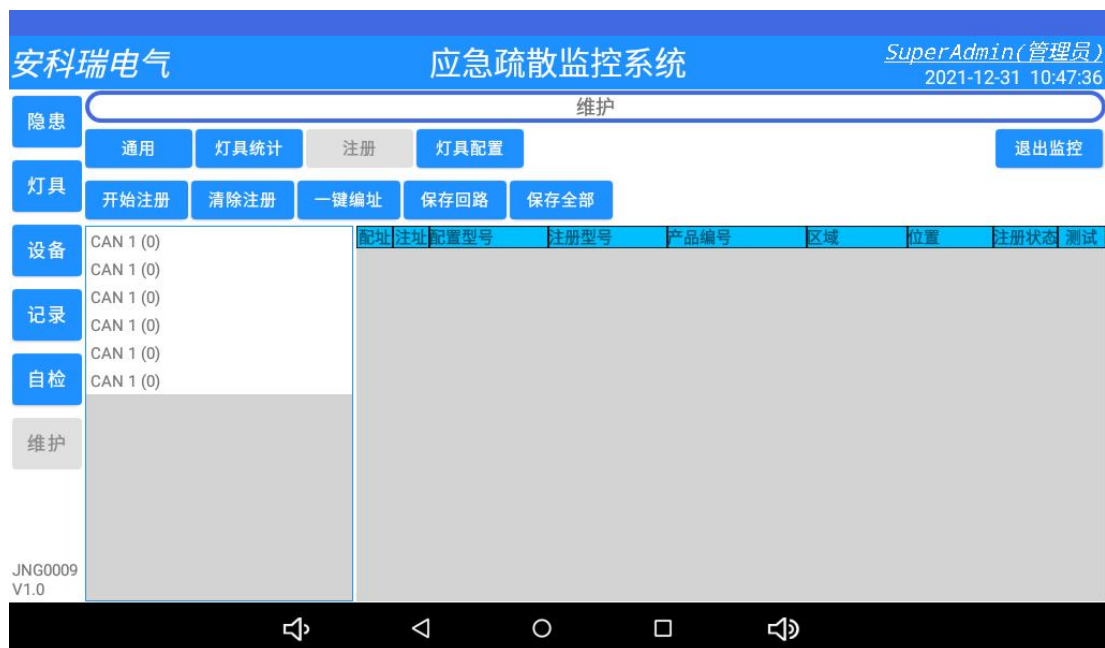 安科瑞电气
应急疏散监控系统
SuperAdmin(管理员)
2021-12-31 10:47:36
维护
隐患
灯具
设备
记录
自检
维护
JNG0009
V1.0
通用 灯具统计 注册 灯具配置 退出监控
开始注册 清除注册 一键编址 保存回路 保存全部
CAN 1 (0)
CAN 1 (0)
CAN 1 (0)
CAN 1 (0)
CAN 1 (0)
CAN 1 (0)
配址 注址 配置型号 注册型号 产品编号 区域 位置 注册状态 测试